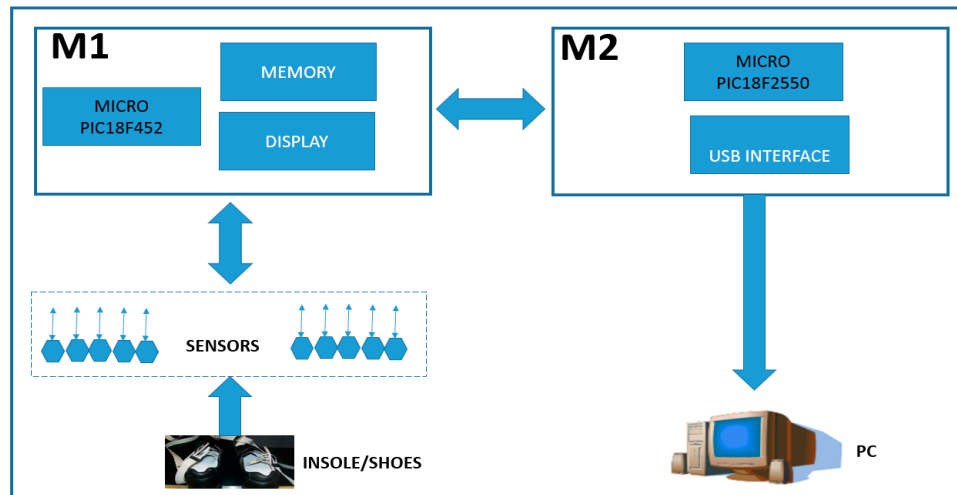 M1
MEMORY
MICRO
PIC18F452
DISPLAY
M2
MICRO
PIC18F2550
USB INTERFACE
SENSORS
INSOLE/SHOES
PC